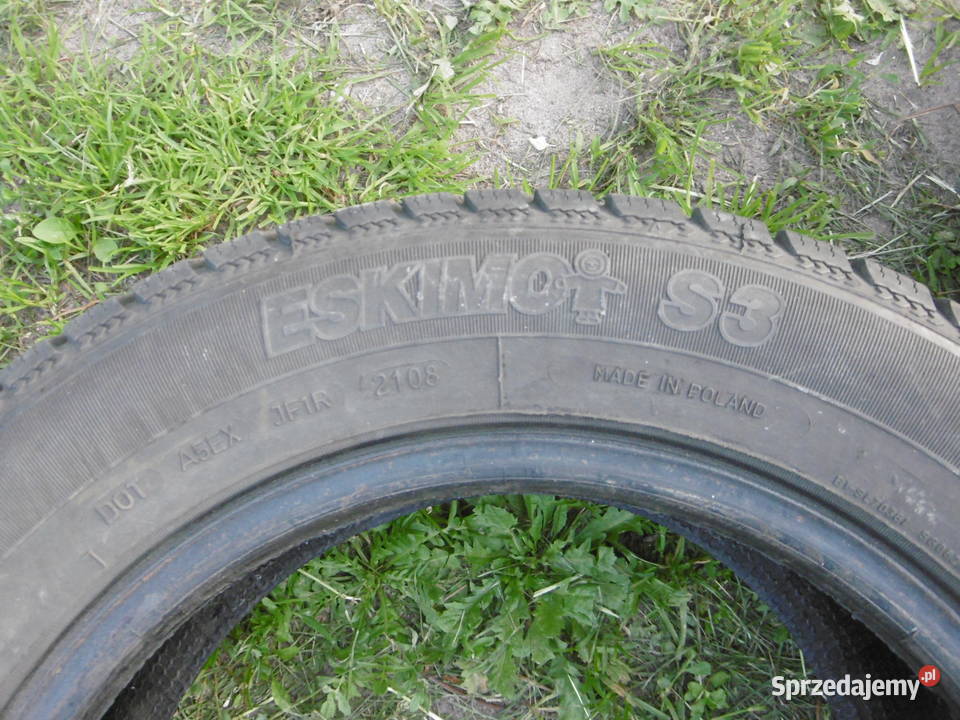 ESKIMO S3
DOT A5EX JF1R 2108
MADE IN POLAND
Sprzedajemy.pl